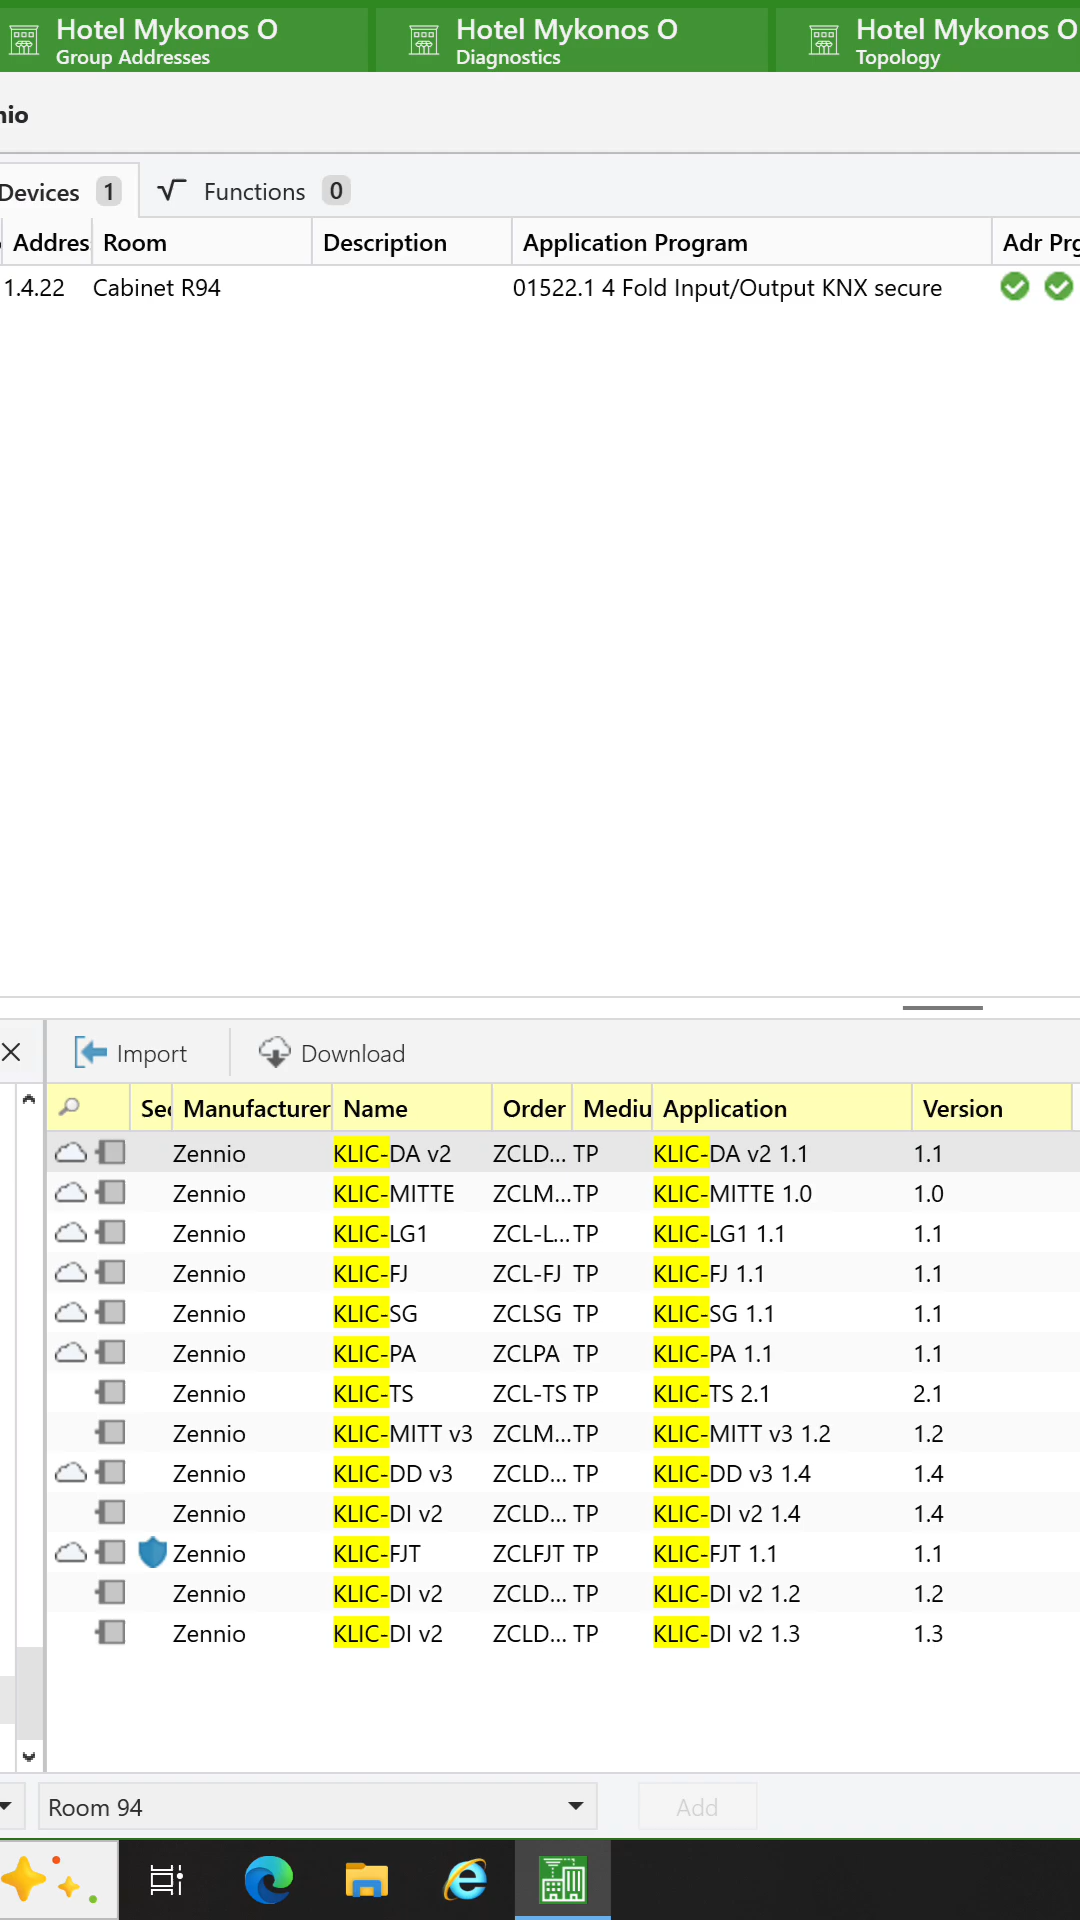 Hotel Mykonos O
Group Addresses
Hotel Mykonos O
Diagnostics
Hotel Mykonos O
Topology
nio
Devices 1 Functions 0
Addres Room Description Application Program Adr Prg
1.4.22 Cabinet R94 01522.1 4 Fold Input/Output KNX secure
Import Download
Sec Manufacturer Name Order Mediu Application Version
Zennio KLIC-DA v2 ZCLD... TP KLIC-DA v2 1.1 1.1
Zennio KLIC-MITTE ZCLM... TP KLIC-MITTE 1.0 1.0
Zennio KLIC-LG1 ZCL-L... TP KLIC-LG1 1.1 1.1
Zennio KLIC-FJ ZCL-FJ TP KLIC-FJ 1.1 1.1
Zennio KLIC-SG ZCLSG TP KLIC-SG 1.1 1.1
Zennio KLIC-PA ZCLPA TP KLIC-PA 1.1 1.1
Zennio KLIC-TS ZCL-TS TP KLIC-TS 2.1 2.1
Zennio KLIC-MITT v3 ZCLM... TP KLIC-MITT v3 1.2 1.2
Zennio KLIC-DD v3 ZCLD... TP KLIC-DD v3 1.4 1.4
Zennio KLIC-DI v2 ZCLD... TP KLIC-DI v2 1.4 1.4
Zennio KLIC-FJT ZCLFJT TP KLIC-FJT 1.1 1.1
Zennio KLIC-DI v2 ZCLD... TP KLIC-DI v2 1.2 1.2
Zennio KLIC-DI v2 ZCLD... TP KLIC-DI v2 1.3 1.3
Room 94 Add